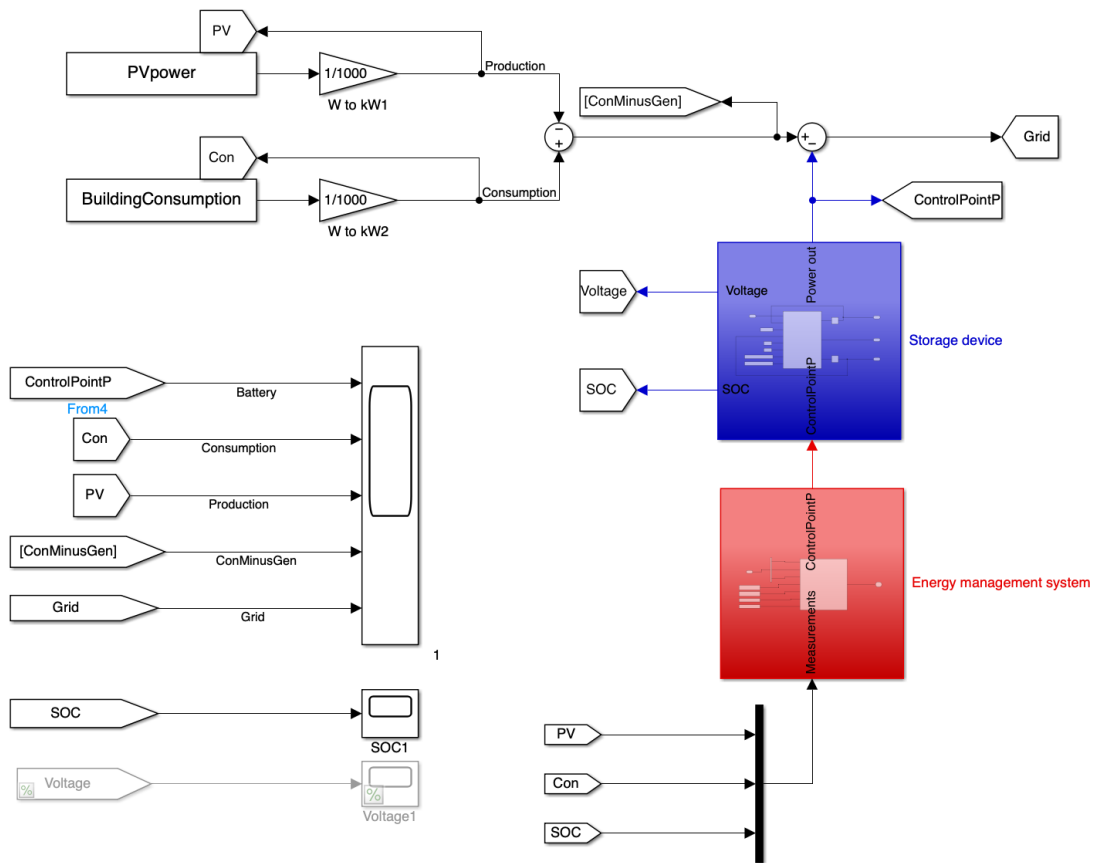 PV
PVpower
1/1000
W to kW1
Production
Con
BuildingConsumption
1/1000
W to kW2
Consumption
−
+
[ConMinusGen]
+
−
Grid
ControlPointP
Power out
Voltage
Voltage
SOC
SOC
ControlPointP
Storage device
ControlPointP
Measurements
Energy management system
PV
Con
SOC
ControlPointP
From4
Battery
Con
Consumption
PV
Production
[ConMinusGen]
ConMinusGen
Grid
Grid
1
SOC
SOC1
%
Voltage
%
Voltage1